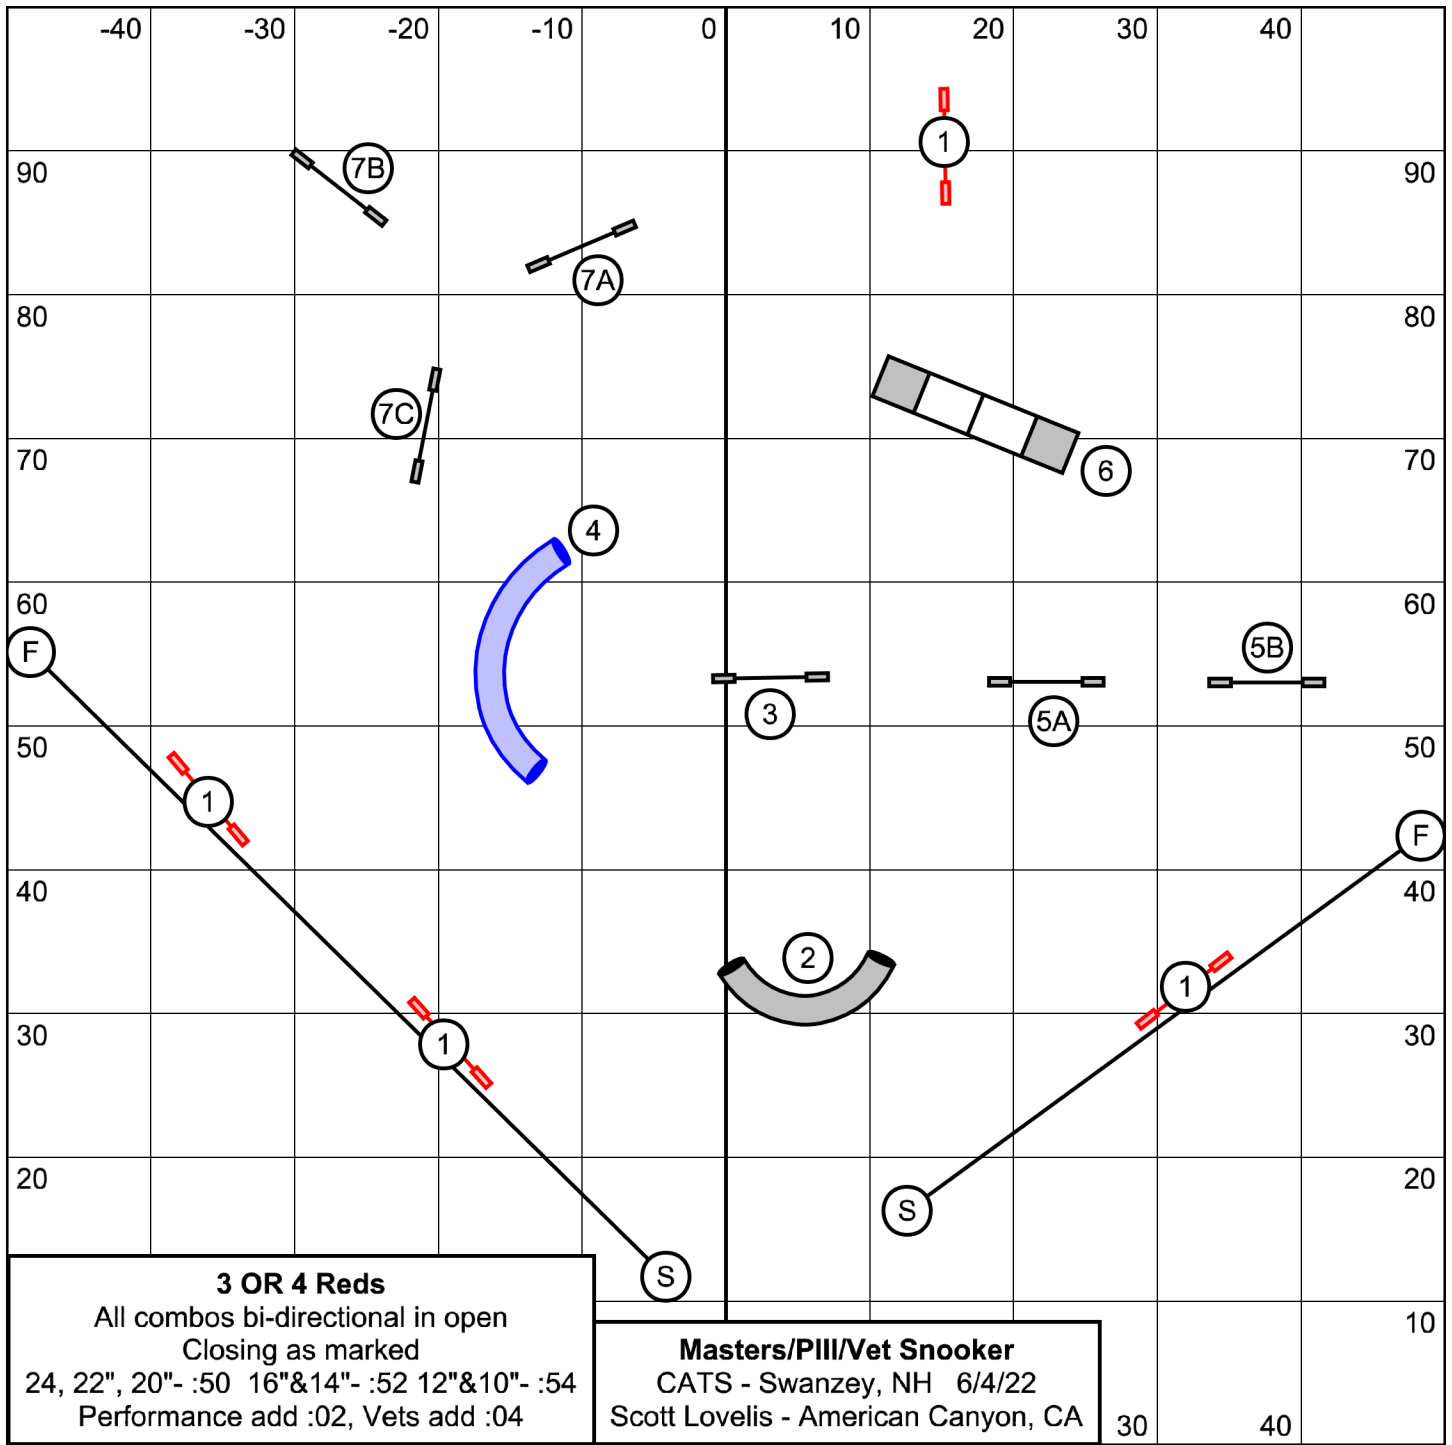 -40 -30 -20 -10 0 10 20 30 40
1
90 7B 90
7A
80 80
7C
70 6 70
4
60 60
F 5B
3 5A
50 50
1
F
40 40
2
1
30 1 30
20 20
S
S
3 OR 4 Reds
All combos bi-directional in open
Closing as marked
24, 22", 20"- :50 16"&14"- :52 12"&10"- :54
Performance add :02, Vets add :04
10
Masters/PIII/Vet Snooker
CATS - Swanzey, NH 6/4/22
Scott Lovelis - American Canyon, CA
30 40